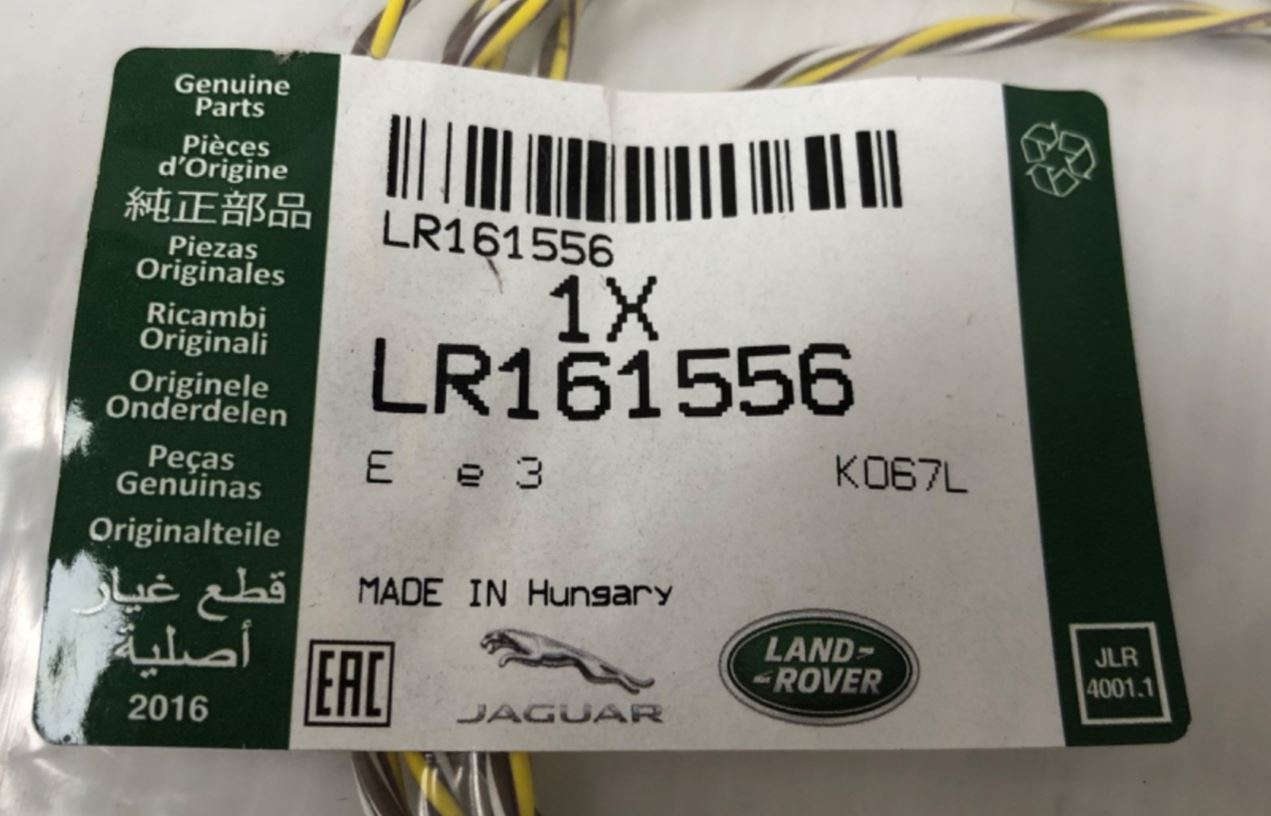 Genuine
Parts
Pièces
d'Origine
純正部品
Piezas
Originales
Ricambi
Originali
Originele
Onderdelen
Peças
Genuinas
Originalteile
قطع غيار
أصلية
2016
LR161556
1X
LR161556
E e 3 K067L
MADE IN Hungary
EAC
JAGUAR
LAND-
-ROVER
JLR
4001.1